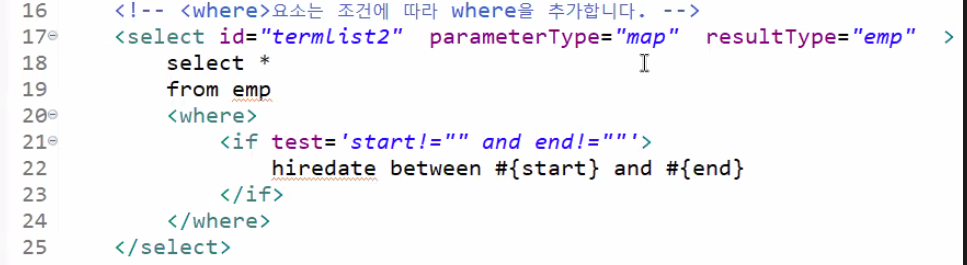 16 <!-- <where>요소는 조건에 따라 where을 추가합니다. -->
17 <select id="termlist2" parameterType="map" resultType="emp" >
18 select *
19 from emp
20 <where>
21 <if test='start!="" and end!=""'>
22 hiredate between #{start} and #{end}
23 </if>
24 </where>
25 </select>